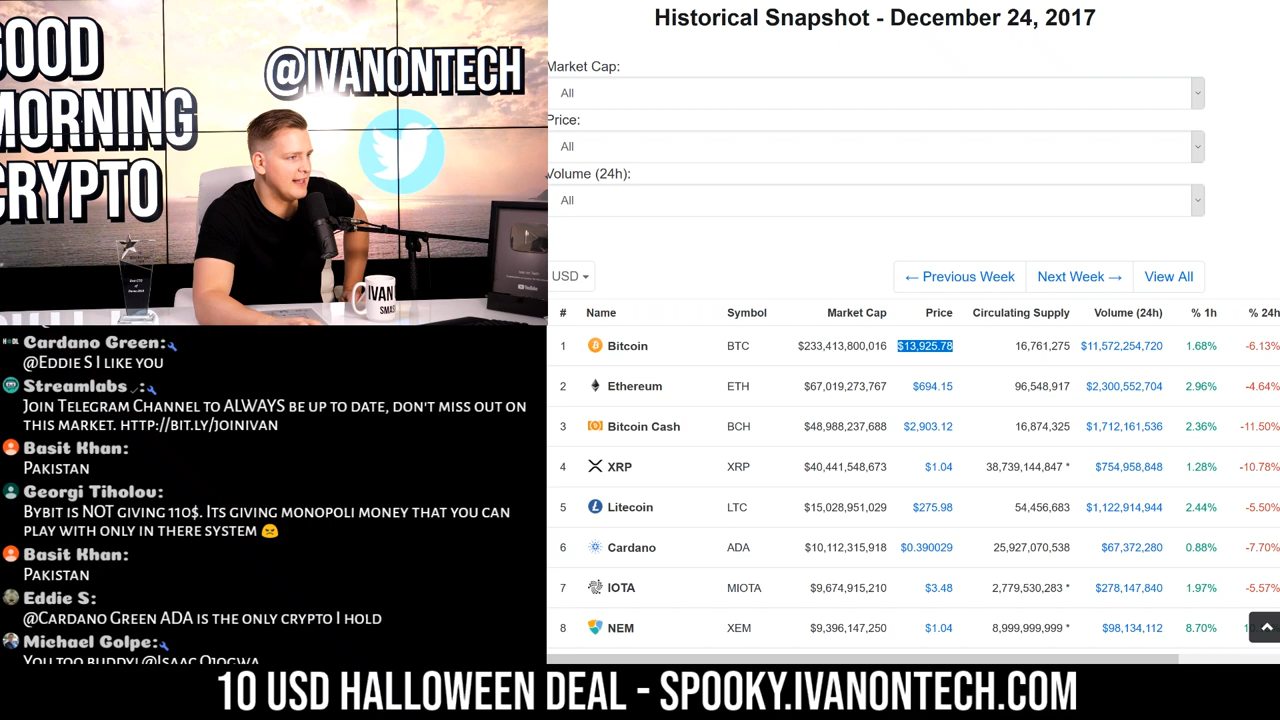 GOOD
MORNING
CRYPTO
@IVANONTECH
IVAN
YouTube
Cardano Green:
@Eddie S I like you
Streamlabs:
Join Telegram Channel to ALWAYS be up to date, don't miss out on
this market. http://bit.ly/joinivan
Basit Khan:
Pakistan
Georgi Tiholou:
Bybit is NOT giving 110$. Its giving monopoli money that you can
play with only in there system
Basit Khan:
Pakistan
Eddie S:
@Cardano Green ADA is the only crypto I hold
Michael Golpe:
You too buddy! @Isaac Ojogwa
Historical Snapshot - December 24, 2017
Market Cap:
All
Price:
All
Volume (24h):
All
USD
← Previous Week Next Week → View All
# Name Symbol Market Cap Price Circulating Supply Volume (24h) % 1h % 24h
1 Bitcoin BTC $233,413,800,016 $13,925.78 16,761,275 $11,572,254,720 1.68% -6.13%
2 Ethereum ETH $67,019,273,767 $694.15 96,548,917 $2,300,552,704 2.96% -4.64%
3 Bitcoin Cash BCH $48,988,237,688 $2,903.12 16,874,325 $1,712,161,536 2.36% -11.50%
4 XRP XRP $40,441,548,673 $1.04 38,739,144,847 * $754,958,848 1.28% -10.78%
5 Litecoin LTC $15,028,951,029 $275.98 54,456,683 $1,122,914,944 2.44% -5.50%
6 Cardano ADA $10,112,315,918 $0.390029 25,927,070,538 $67,372,280 0.88% -7.70%
7 IOTA MIOTA $9,674,915,210 $3.48 2,779,530,283 * $278,147,840 1.97% -5.57%
8 NEM XEM $9,396,147,250 $1.04 8,999,999,999 * $98,134,112 8.70%
10 USD HALLOWEEN DEAL - SPOOKY.IVANONTECH.COM